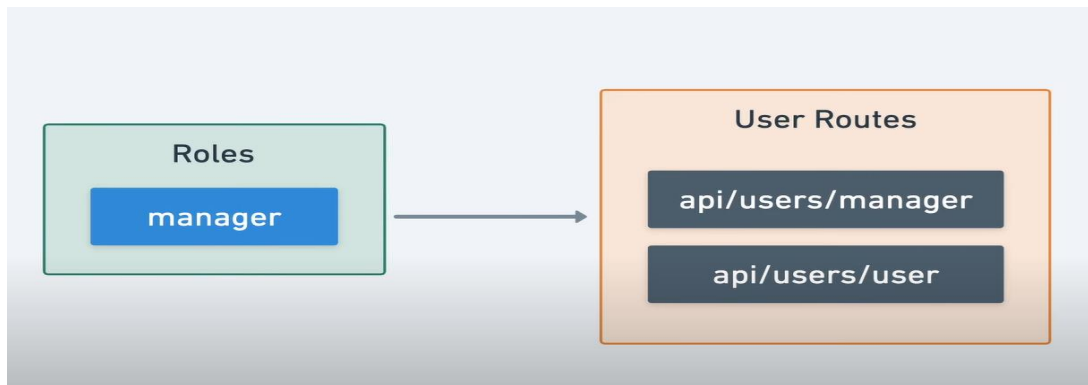 Roles
manager
User Routes
api/users/manager
api/users/user